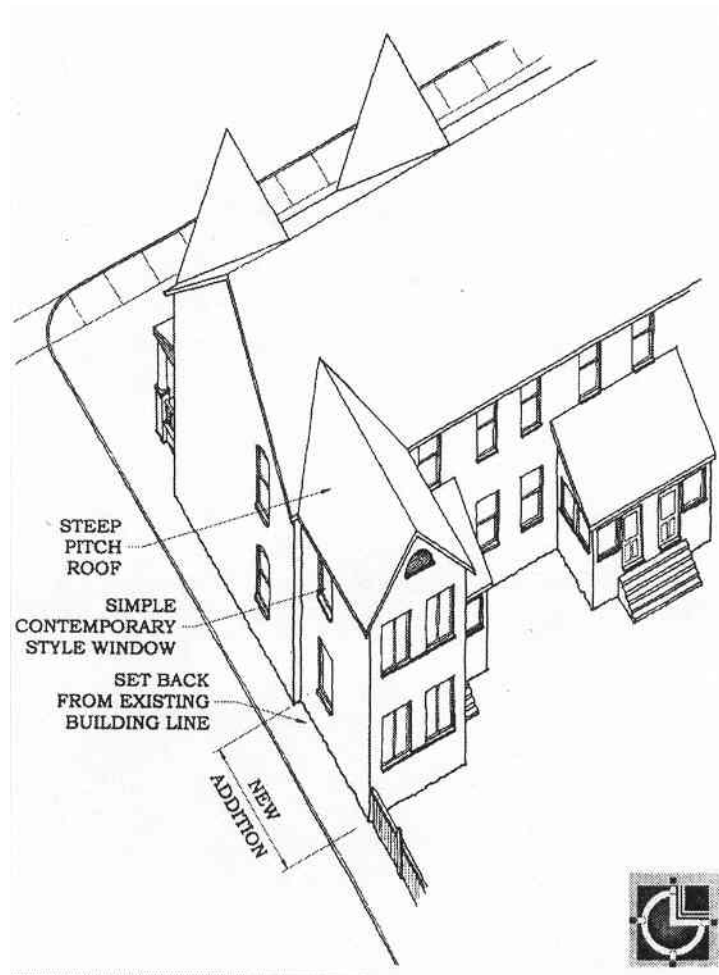 STEEP
PITCH
ROOF
SIMPLE
CONTEMPORARY
STYLE WINDOW
SET BACK
FROM EXISTING
BUILDING LINE
NEW
ADDITION